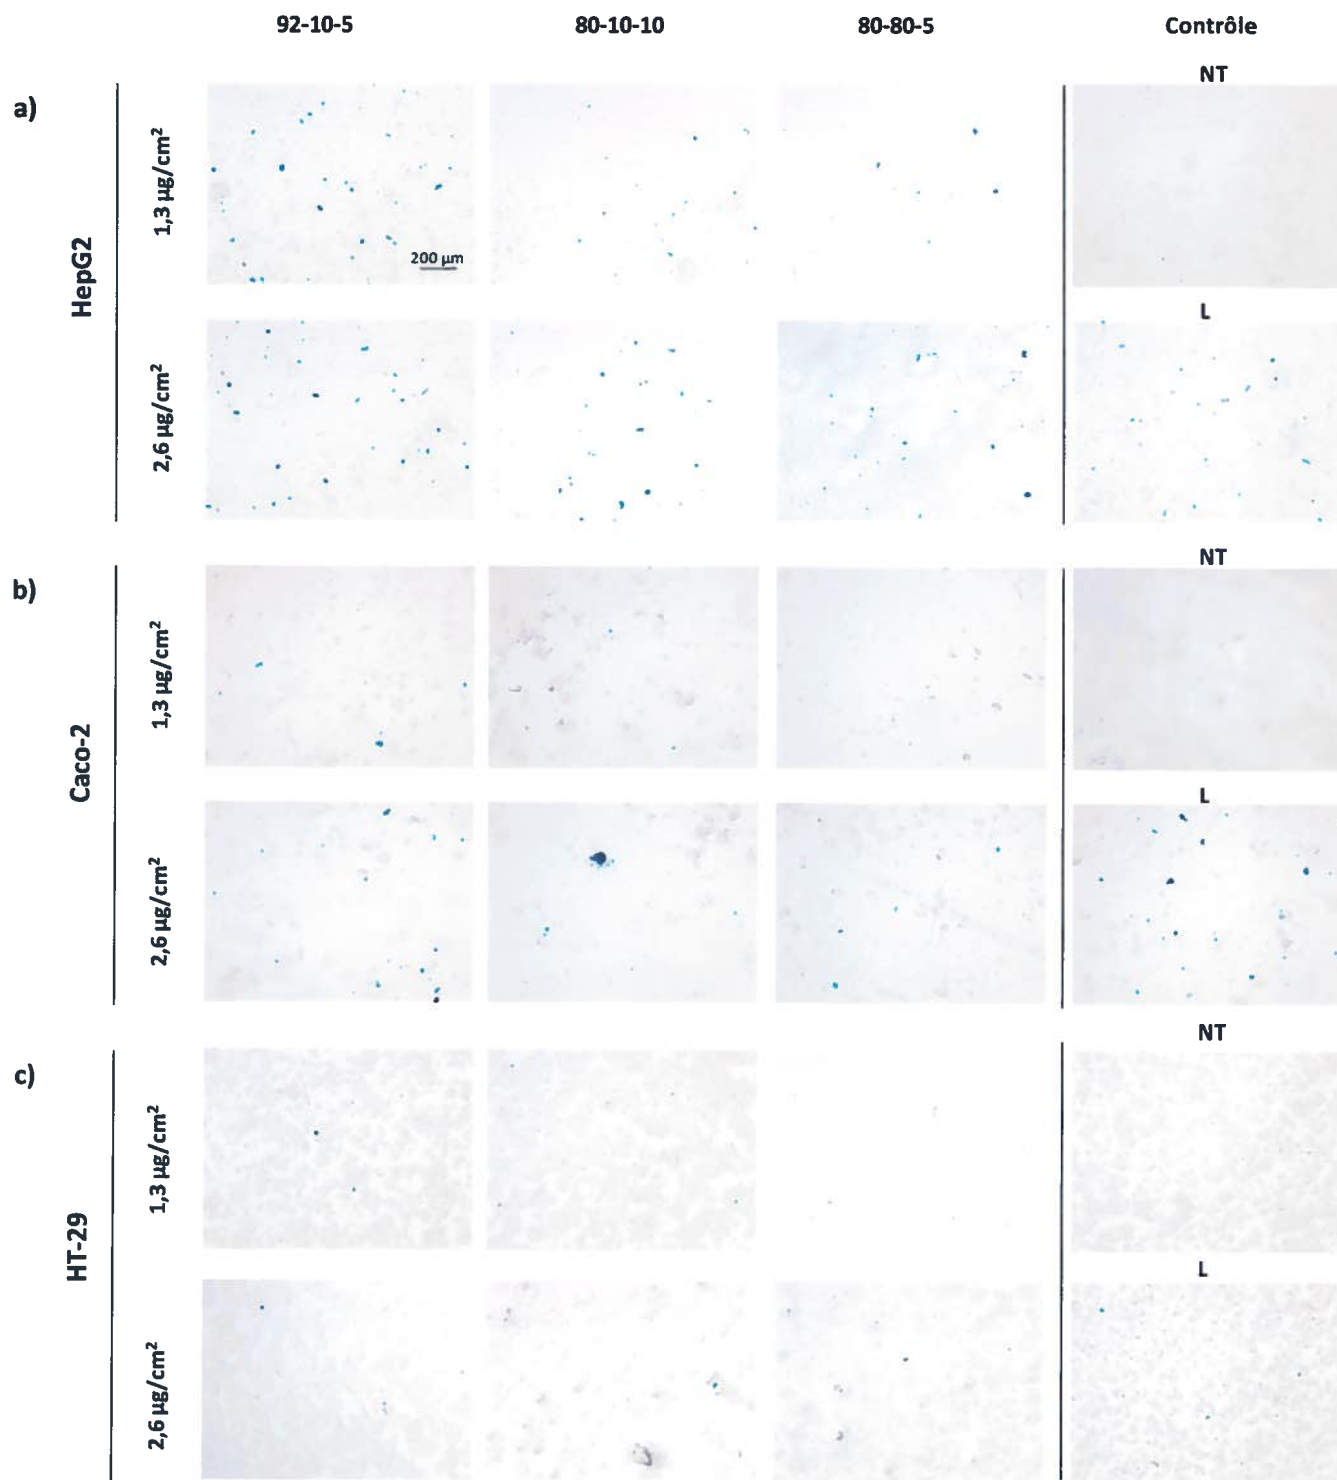 92-10-5 80-10-10 80-80-5 Contrôle
a)
HepG2
1,3 µg/cm²
200 µm
NT
2,6 µg/cm²
L
b)
Caco-2
1,3 µg/cm²
NT
2,6 µg/cm²
L
c)
HT-29
1,3 µg/cm²
NT
2,6 µg/cm²
L